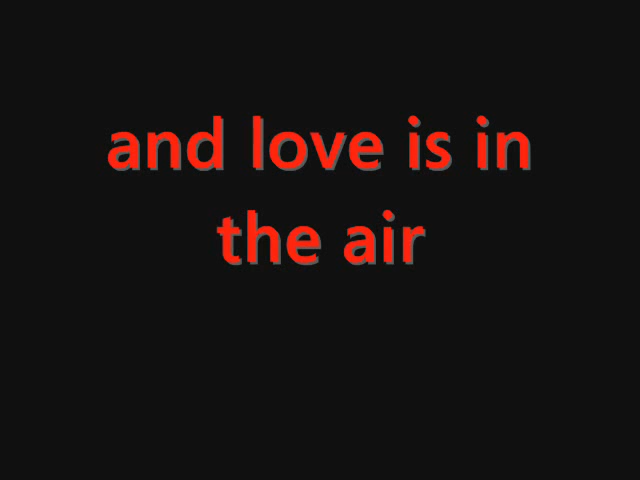 and love is in
the air